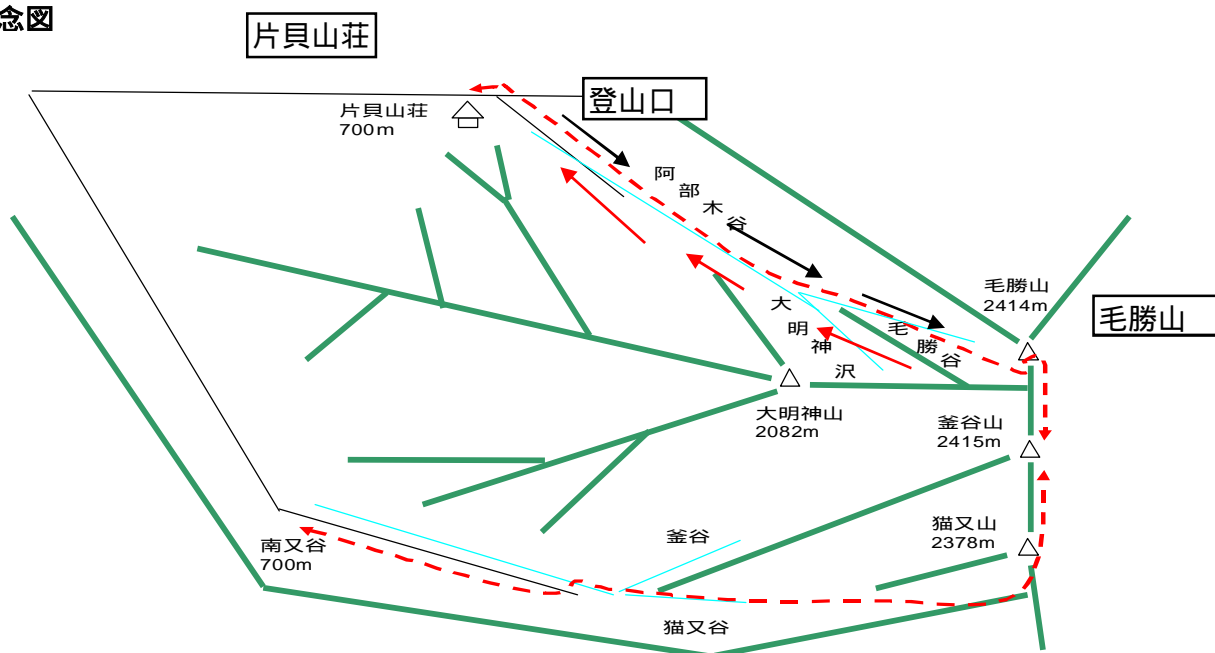 念図
片貝山荘
登山口
片貝山荘
700m
阿部木谷
毛勝山
2414m
毛勝山
大明神沢
毛勝谷
大明神山
2082m
釜谷山
2415m
猫又山
2378m
釜谷
南又谷
700m
猫又谷